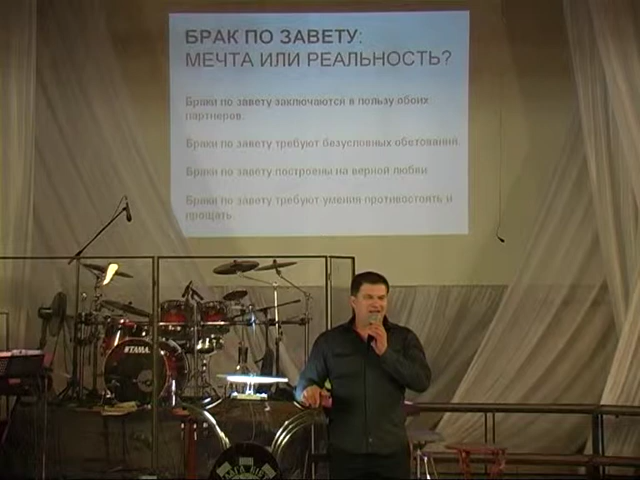 БРАК ПО ЗАВЕТУ:
МЕЧТА ИЛИ РЕАЛЬНОСТЬ?
Браки по завету заключаются в пользу обоих
партнеров.
Браки по завету требуют безусловных обетований.
Браки по завету построены на верной любви.
Браки по завету требуют умения противостоять и
прощать.
TAMA